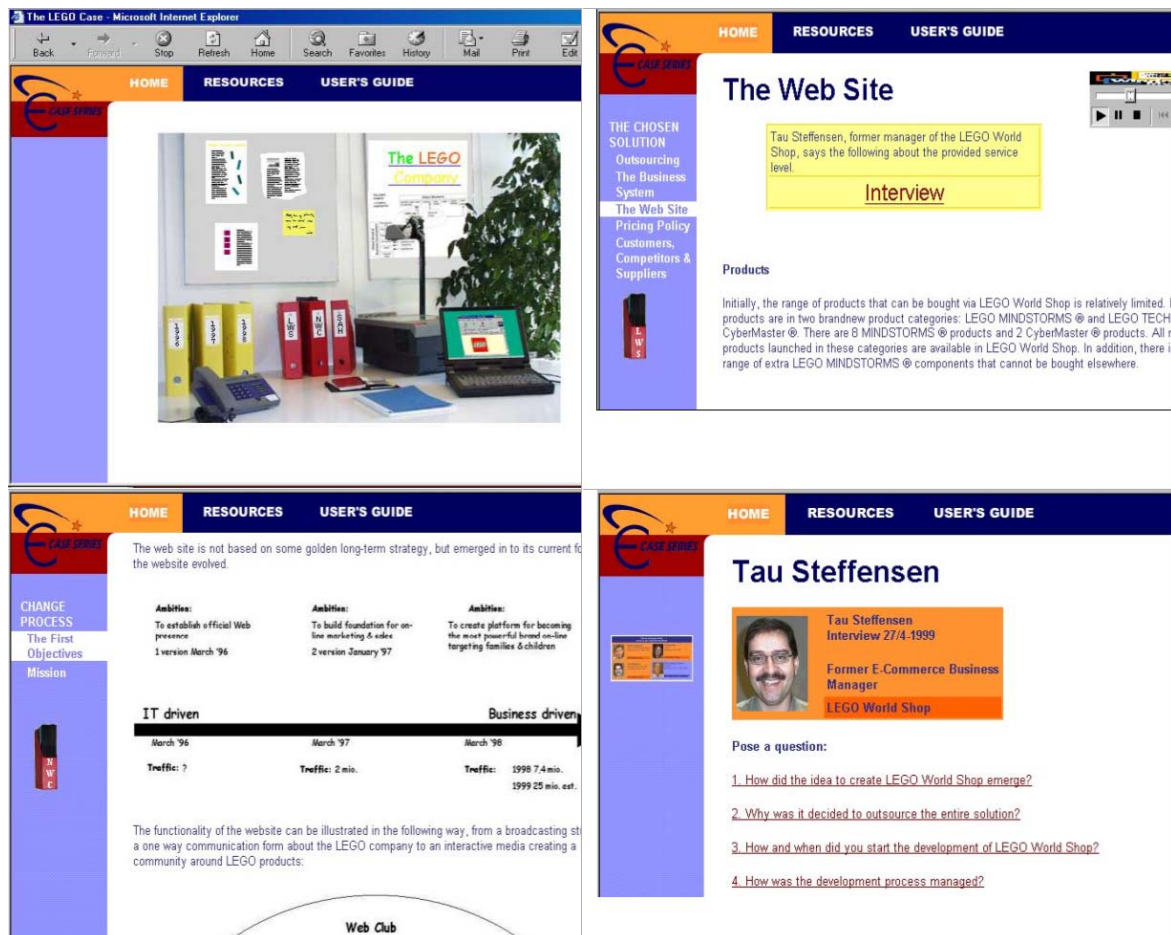 The LEGO Case - Microsoft Internet Explorer
Back
Forward
Stop
Refresh
Home
Search
Favorites
History
Mail
Print
Edit
CASE SERIES
HOME
RESOURCES
USER'S GUIDE
The LEGO
Company
1996
1997
1998
LWS
NWC
SAH
LEGO
CASE SERIES
HOME
RESOURCES
USER'S GUIDE
THE CHOSEN
SOLUTION
Outsourcing
The Business
System
The Web Site
Pricing Policy
Customers,
Competitors &
Suppliers
LWS
The Web Site
Tau Steffensen, former manager of the LEGO World
Shop, says the following about the provided service
level.
Interview
Products
Initially, the range of products that can be bought via LEGO World Shop is relatively limited.
products are in two brandnew product categories: LEGO MINDSTORMS ® and LEGO TECH
CyberMaster ®. There are 8 MINDSTORMS ® products and 2 CyberMaster ® products. All
products launched in these categories are available in LEGO World Shop. In addition, there i
range of extra LEGO MINDSTORMS ® components that cannot be bought elsewhere.
CASE SERIES
HOME
RESOURCES
USER'S GUIDE
CHANGE
PROCESS
The First
Objectives
Mission
NWC
The web site is not based on some golden long-term strategy, but emerged in to its current fo
the website evolved.
Ambition:
To establish official Web
presence
1 version March '96
Ambition:
To build foundation for on-
line marketing & sales
2 version January '97
Ambition:
To create platform for becoming
the most powerful brand on-line
targeting families & children
IT driven
Business driven
March '96
March '97
March '98
Traffic: ?
Traffic: 2 mio.
Traffic: 1998 7,4 mio.
1999 25 mio. est.
The functionality of the website can be illustrated in the following way, from a broadcasting st
a one way communication form about the LEGO company to an interactive media creating a
community around LEGO products:
Web Club
CASE SERIES
HOME
RESOURCES
USER'S GUIDE
Tau Steffensen
Tau Steffensen
Interview 27/4-1999
Former E-Commerce Business
Manager
LEGO World Shop
Pose a question:
1. How did the idea to create LEGO World Shop emerge?
2. Why was it decided to outsource the entire solution?
3. How and when did you start the development of LEGO World Shop?
4. How was the development process managed?